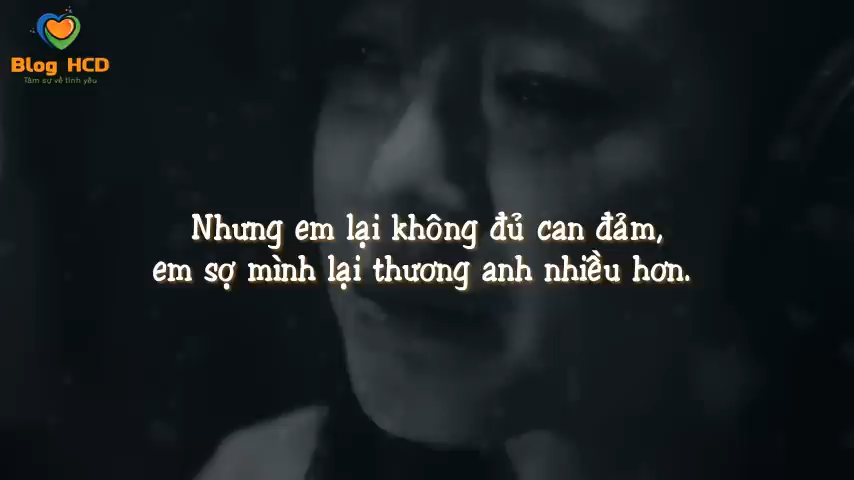 Blog HCD
Tâm sự về tình yêu
Nhưng em lại không đủ can đảm,
em sợ mình lại thương anh nhiều hơn.